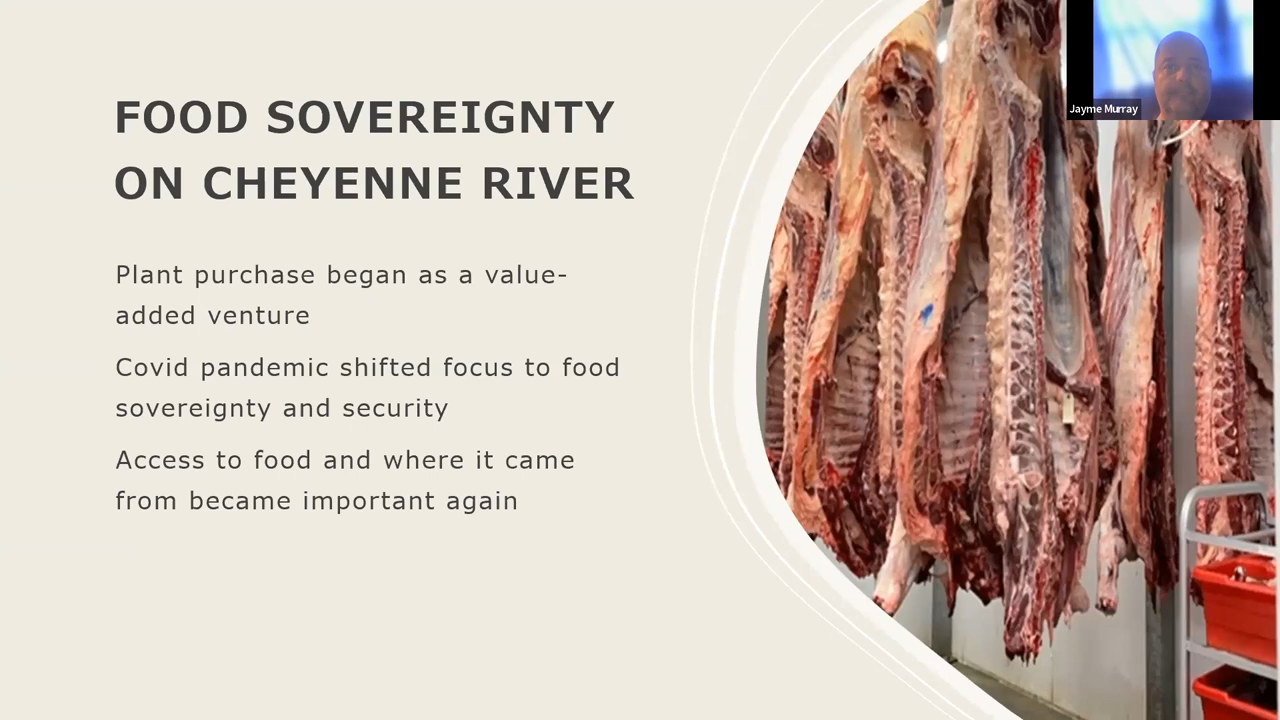 FOOD SOVEREIGNTY
ON CHEYENNE RIVER
Plant purchase began as a value-
added venture
Covid pandemic shifted focus to food
sovereignty and security
Access to food and where it came
from became important again
Jayme Murray